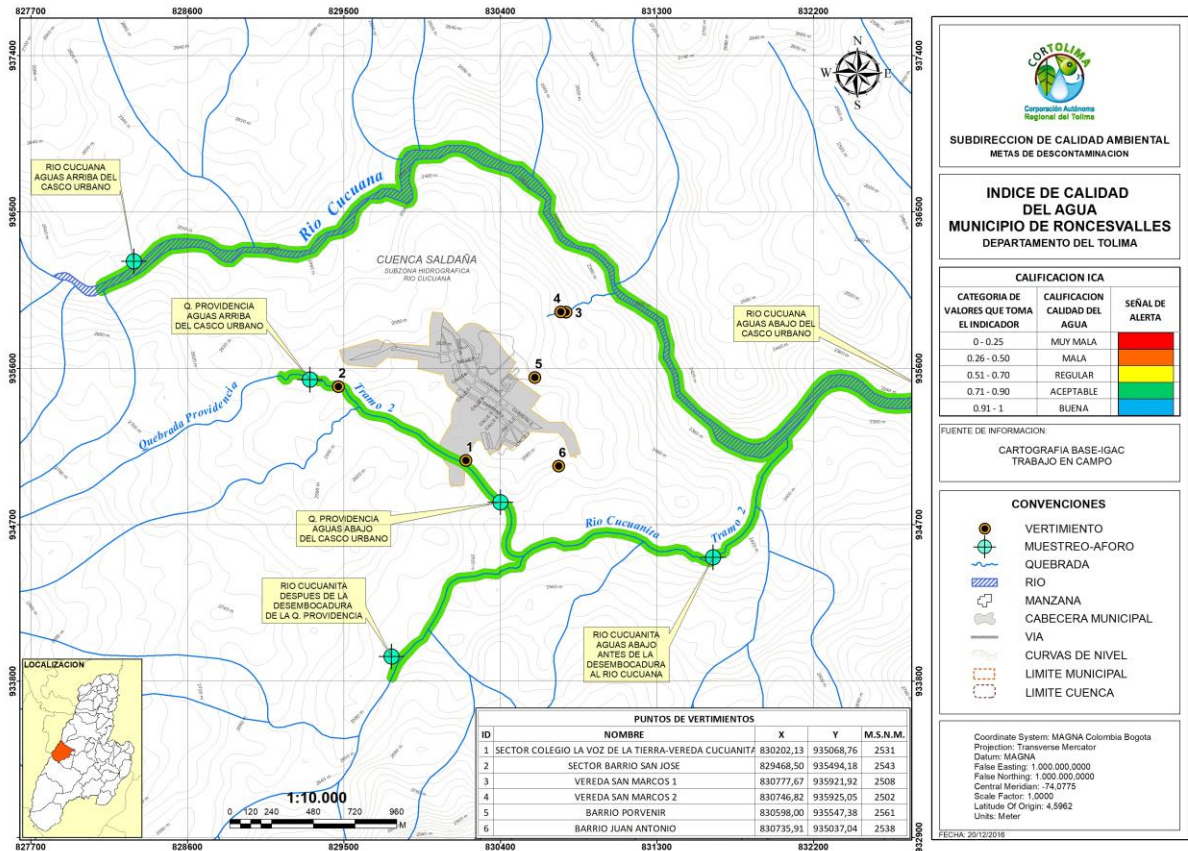 827700 828600 829500 830400 831300 832200
937400 937400
936500 936500
935600 935600
934700 934700
933800 933800
932900
827700 828600 829500 830400 831300 832200
N
W E
S
RIO CUCUANA
AGUAS ARRIBA DEL
CASCO URBANO
Rio Cucuana
CUENCA SALDAÑA
SUBZONA HIDROGRAFICA
RIO CUCUANA
Q. PROVIDENCIA
AGUAS ARRIBA
DEL CASCO URBANO
RIO CUCUANA
AGUAS ABAJO DEL
CASCO URBANO
4
3
5
2
1
6
Quebrada Providencia
Tramo 2
Q. PROVIDENCIA
AGUAS ABAJO
DEL CASCO URBANO
Rio Cucuanita
Tramo 2
RIO CUCUANITA
DESPUES DE LA
DESEMBOCADURA
DE LA Q. PROVIDENCIA
RIO CUCUANITA
AGUAS ABAJO
ANTES DE LA
DESEMBOCADURA
AL RIO CUCUANA
LOCALIZACION
1:10.000
0 120 240 480 720 960
M
PUNTOS DE VERTIMIENTOS
ID NOMBRE X Y M.S.N.M.
1 SECTOR COLEGIO LA VOZ DE LA TIERRA-VEREDA CUCUANITA 830202,13 935068,76 2531
2 SECTOR BARRIO SAN JOSE 829468,50 935494,18 2543
3 VEREDA SAN MARCOS 1 830777,67 935921,92 2508
4 VEREDA SAN MARCOS 2 830746,82 935925,05 2502
5 BARRIO PORVENIR 830598,00 935547,38 2561
6 BARRIO JUAN ANTONIO 830735,91 935037,04 2538
CORTOLIMA
Corporación Autónoma
Regional del Tolima
SUBDIRECCION DE CALIDAD AMBIENTAL
METAS DE DESCONTAMINACION
INDICE DE CALIDAD
DEL AGUA
MUNICIPIO DE RONCESVALLES
DEPARTAMENTO DEL TOLIMA
CALIFICACION ICA
CATEGORIA DE CALIFICACION SEÑAL DE
VALORES QUE TOMA CALIDAD DEL ALERTA
EL INDICADOR AGUA
0 - 0.25 MUY MALA
0.26 - 0.50 MALA
0.51 - 0.70 REGULAR
0.71 - 0.90 ACEPTABLE
0.91 - 1 BUENA
FUENTE DE INFORMACION:
CARTOGRAFIA BASE-IGAC
TRABAJO EN CAMPO
CONVENCIONES
VERTIMIENTO
MUESTREO-AFORO
QUEBRADA
RIO
MANZANA
CABECERA MUNICIPAL
VIA
CURVAS DE NIVEL
LIMITE MUNICIPAL
LIMITE CUENCA
Coordinate System: MAGNA Colombia Bogota
Projection: Transverse Mercator
Datum: MAGNA
False Easting: 1.000.000,0000
False Northing: 1.000.000,0000
Central Meridian: -74,0775
Scale Factor: 1,0000
Latitude Of Origin: 4,5962
Units: Meter
FECHA: 20/12/2016